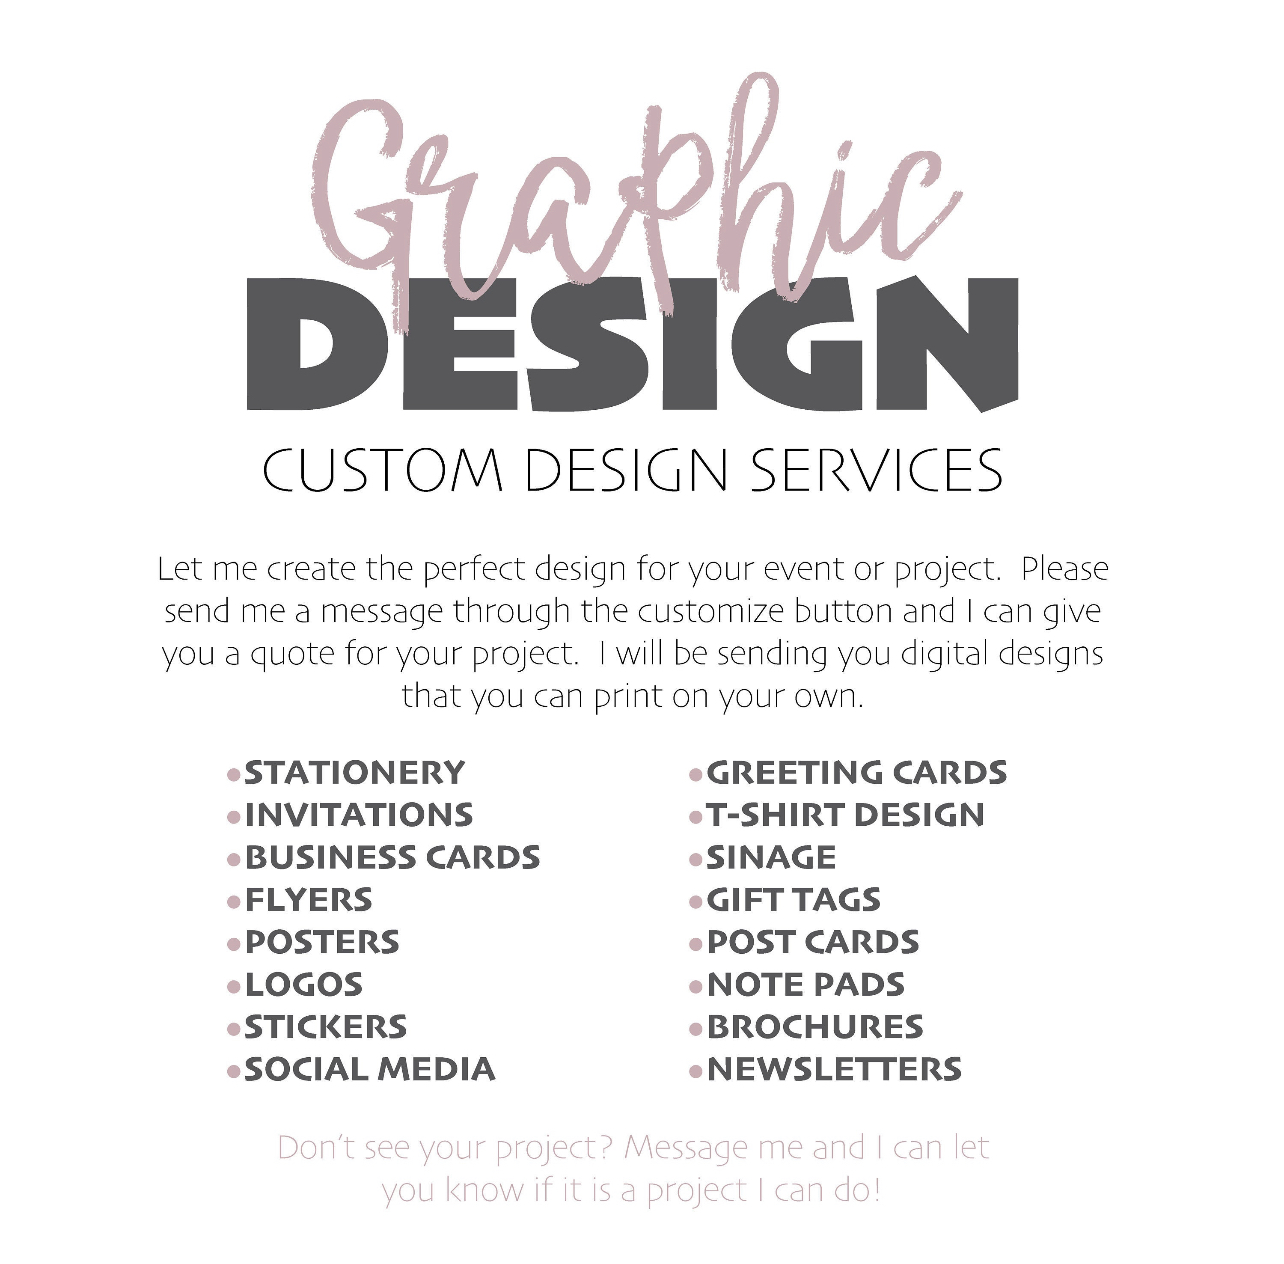 Graphic
DESIGN
CUSTOM DESIGN SERVICES
Let me create the perfect design for your event or project.  Please
send me a message through the customize button and I can give
you a quote for your project.  I will be sending you digital designs
that you can print on your own.
•STATIONERY
•INVITATIONS
•BUSINESS CARDS
•FLYERS
•POSTERS
•LOGOS
•STICKERS
•SOCIAL MEDIA
•GREETING CARDS
•T-SHIRT DESIGN
•SINAGE
•GIFT TAGS
•POST CARDS
•NOTE PADS
•BROCHURES
•NEWSLETTERS
Don't see your project? Message me and I can let
you know if it is a project I can do!